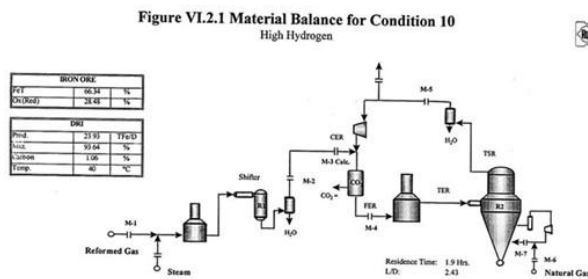 Figure VI.2.1 Material Balance for Condition 10
High Hydrogen
IRON ORE
FeT 66.34 %
Ox(Red) 28.48 %
DRI
Prod. 23.93 TFe/D
Met. 93.64 %
Carbon 1.06 %
Temp. 40 °C
M-5
H₂O
CER
M-3 Calc.
TSR
Shifter
M-2
CO₂
CO₂ =
R1
FER
TER
R2
M-1
M-4
H₂O
Reformed Gas
Steam
Residence Time: 1.9 Hrs.
L/D: 2.43
M-7
M-6
Natural Gas